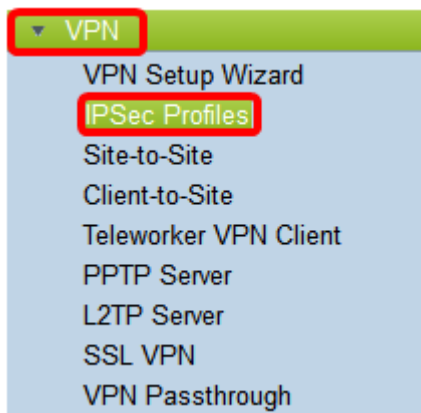 VPN
VPN Setup Wizard
IPSec Profiles
Site-to-Site
Client-to-Site
Teleworker VPN Client
PPTP Server
L2TP Server
SSL VPN
VPN Passthrough